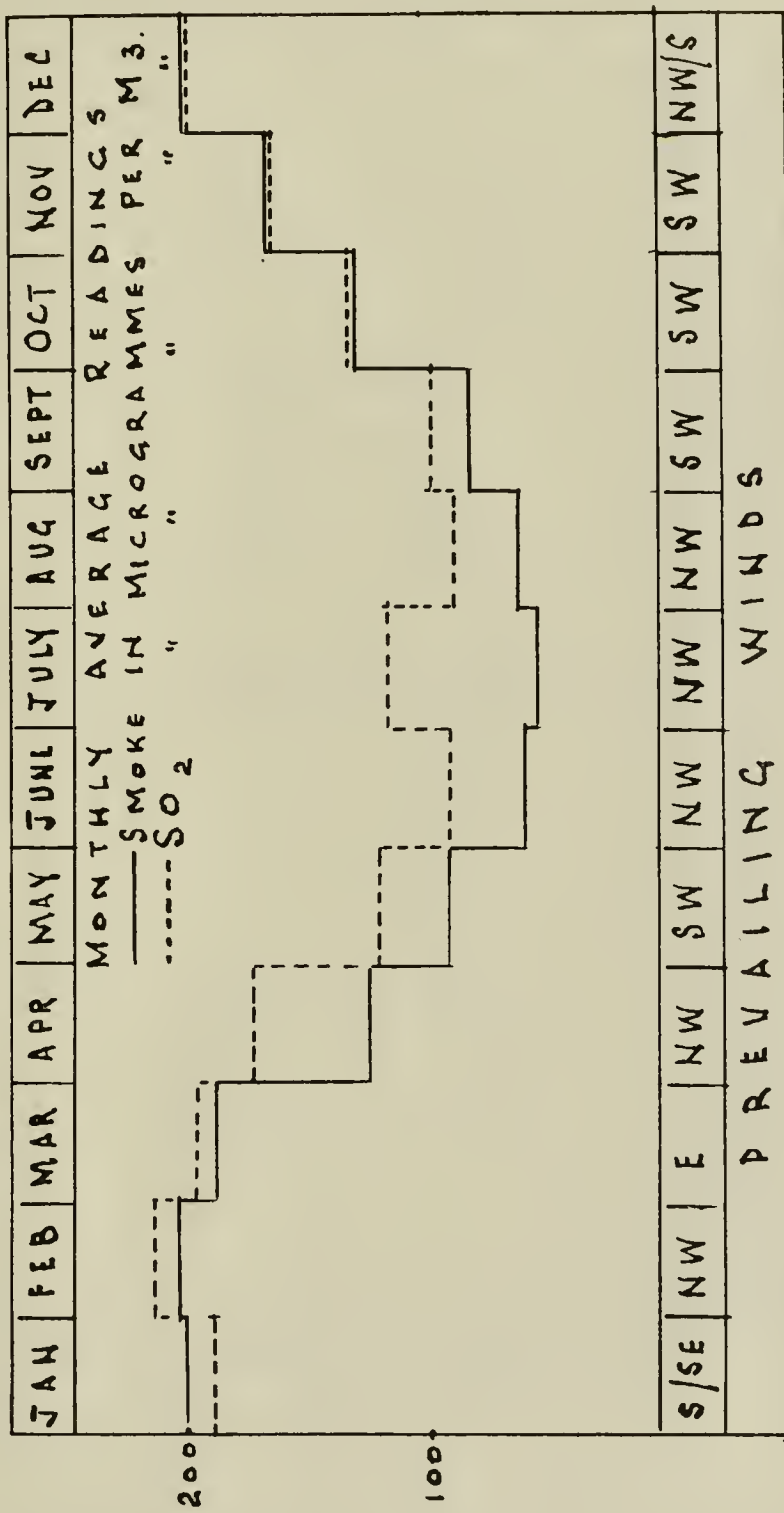 JAN FEB MAR APR MAY JUNE JULY AUG SEPT OCT NOV DEC
MONTHLY AVERAGE READINGS
SMOKE IN MICROGRAMMES PER M3.
SO2 " " " " "
200
100
S/SE NW E NW SW NW NW NW SW SW SW NW/S
PREVAILING WINDS